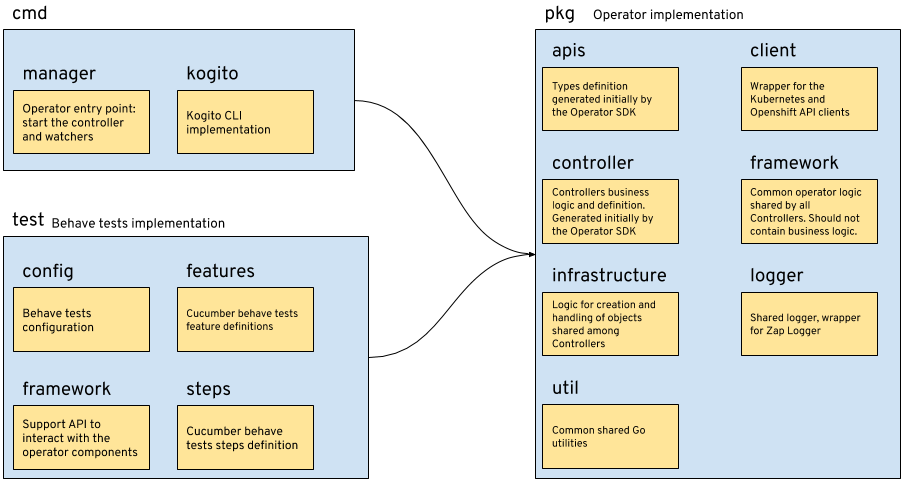 cmd
manager
Operator entry point:
start the controller
and watchers
kogito
Kogito CLI
implementation
test Behave tests implementation
config
Behave tests
configuration
features
Cucumber behave tests
feature definitions
framework
Support API to
interact with the
operator components
steps
Cucumber behave
tests steps definition
pkg Operator implementation
apis
Types definition
generated initially by
the Operator SDK
client
Wrapper for the
Kubernetes and
Openshift API clients
controller
Controllers business
logic and definition.
Generated initially by
the Operator SDK
framework
Common operator logic
shared by all
Controllers. Should not
contain business logic.
infrastructure
Logic for creation and
handling of objects
shared among
Controllers
logger
Shared logger, wrapper
for Zap Logger
util
Common shared Go
utilities